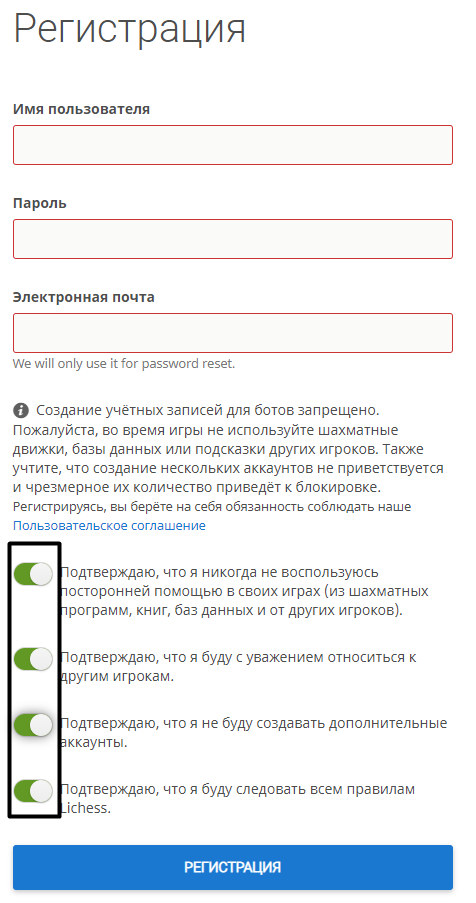 Регистрация
Имя пользователя
Пароль
Электронная почта
We will only use it for password reset.
Создание учётных записей для ботов запрещено.
Пожалуйста, во время игры не используйте шахматные
движки, базы данных или подсказки других игроков. Также
учтите, что создание нескольких аккаунтов не приветствуется
и чрезмерное их количество приведёт к блокировке.
Регистрируясь, вы берёте на себя обязанность соблюдать наше
Пользовательское соглашение
Подтверждаю, что я никогда не воспользуюсь
посторонней помощью в своих играх (из шахматных
программ, книг, баз данных и от других игроков).
Подтверждаю, что я буду с уважением относиться к
другим игрокам.
Подтверждаю, что я не буду создавать дополнительные
аккаунты.
Подтверждаю, что я буду следовать всем правилам
Lichess.
РЕГИСТРАЦИЯ